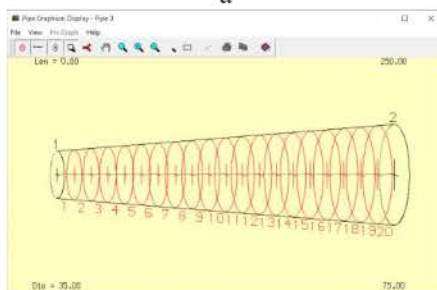 a
Pipe Graphical Display - Pipe 3
File View Pre Graph Help
Len = 0.00 250.00
1 2
1 2 3 4 5 6 7 8 9 10 11 12 13 14 15 16 17 18 19 20
Dia = 35.00 75.00